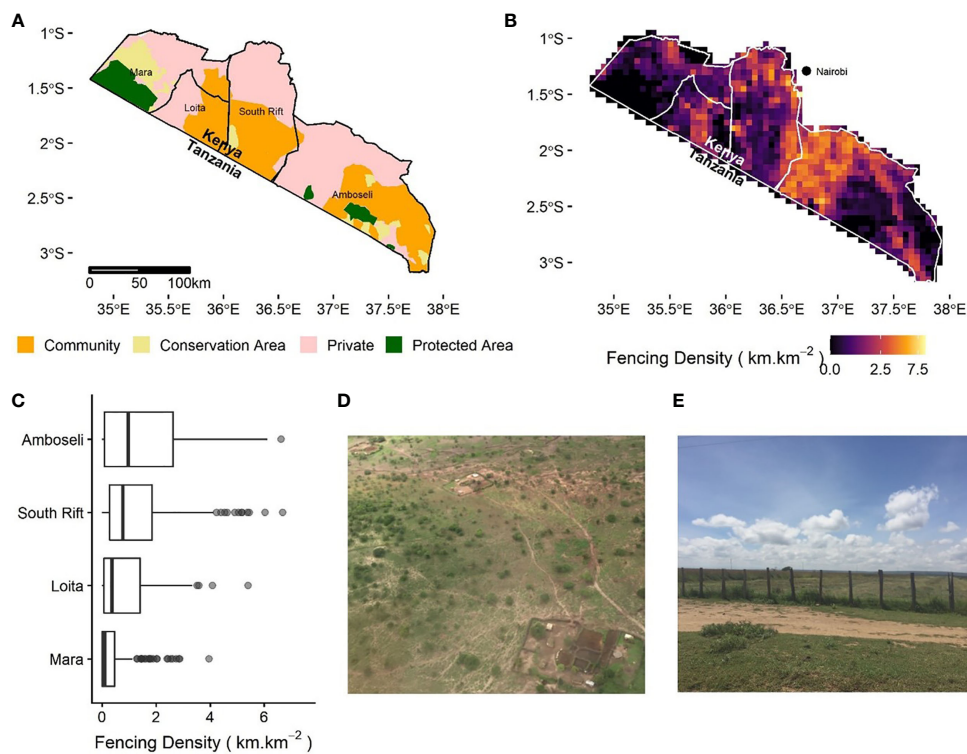 A
1°S
1.5°S
2°S
2.5°S
3°S
Mara
Loita
South Rift
Amboseli
Kenya
Tanzania
0 50 100km
35°E 35.5°E 36°E 36.5°E 37°E 37.5°E 38°E
Community Conservation Area Private Protected Area
B
1°S
1.5°S
2°S
2.5°S
3°S
Nairobi
Kenya
Tanzania
35°E 35.5°E 36°E 36.5°E 37°E 37.5°E 38°E
Fencing Density ( km.km⁻² )
0.0 2.5 7.5
C
Amboseli
South Rift
Loita
Mara
0 2 4 6
Fencing Density ( km.km⁻² )
D
E